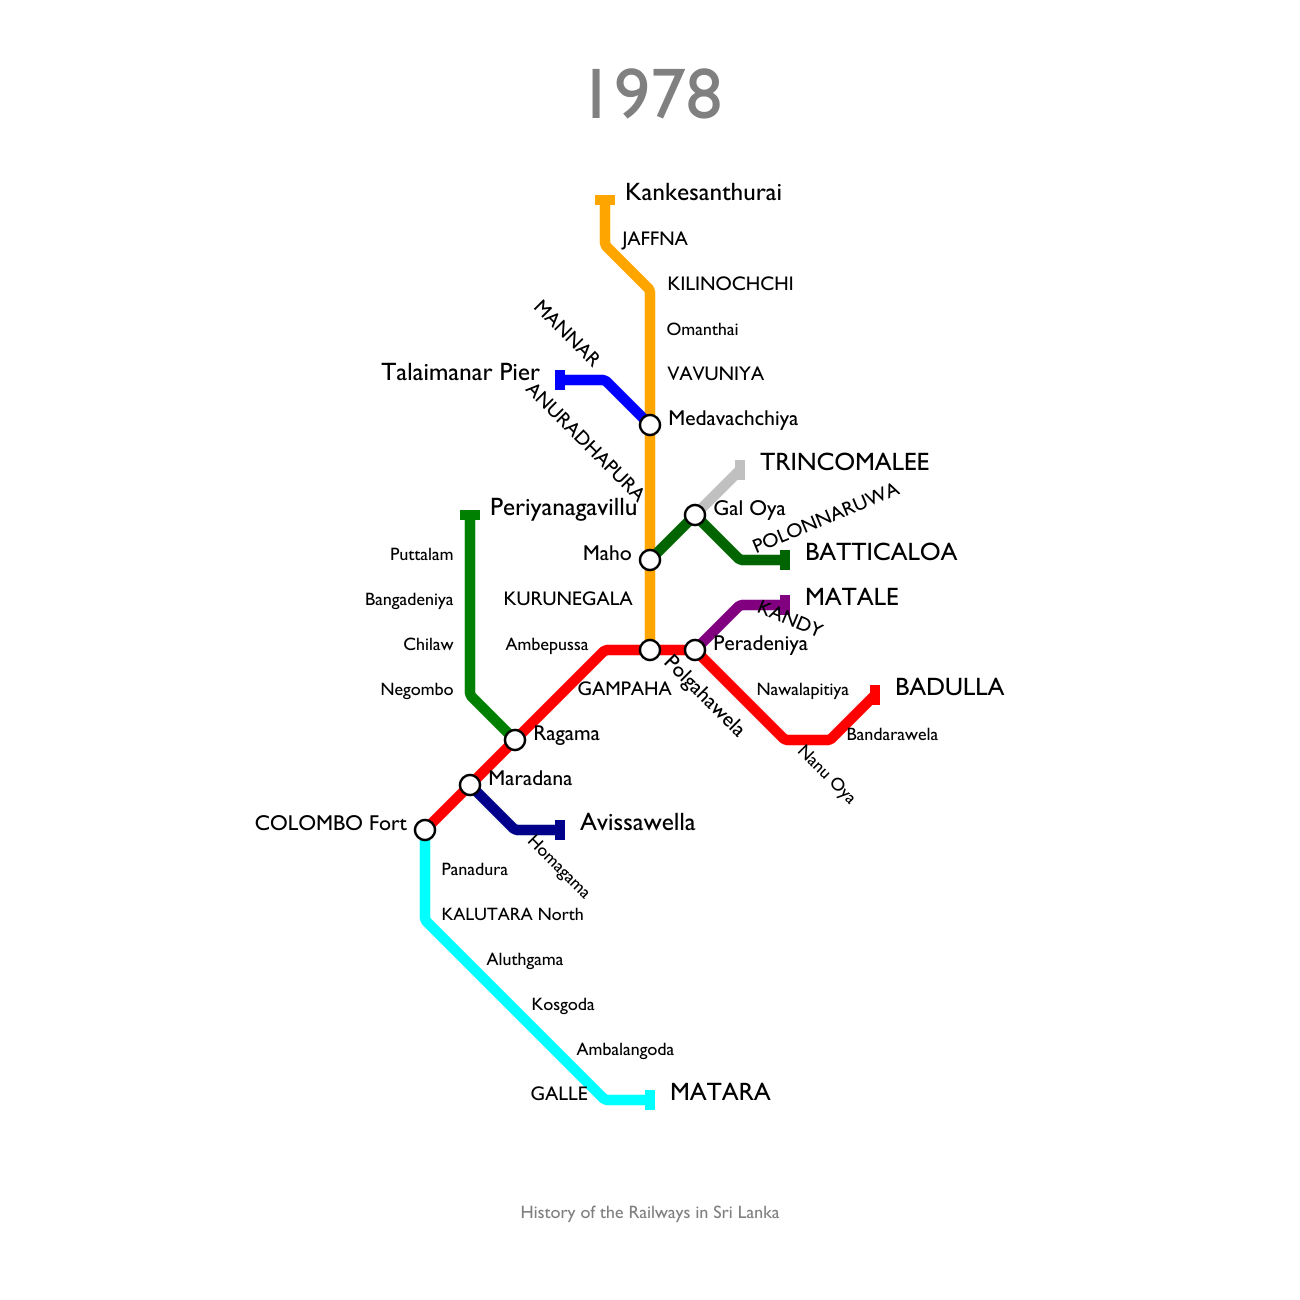 1978
Kankesanthurai
JAFFNA
KILINOCHCHI
MANNAR
Omanthai
Talaimanar Pier
VAVUNIYA
ANURADHAPURA
Medavachchiya
TRINCOMALEE
Periyanagavillu
Gal Oya
POLONNARUWA
Puttalam
Maho
BATTICALOA
Bangadeniya
KURUNEGALA
MATALE
KANDY
Chilaw
Ambepussa
Peradeniya
Negombo
GAMPAHA
Polgahawela
Nawalapitiya
BADULLA
Ragama
Bandarawela
Nanu Oya
Maradana
COLOMBO Fort
Avissawella
Homagama
Panadura
KALUTARA North
Aluthgama
Kosgoda
Ambalangoda
GALLE
MATARA
History of the Railways in Sri Lanka